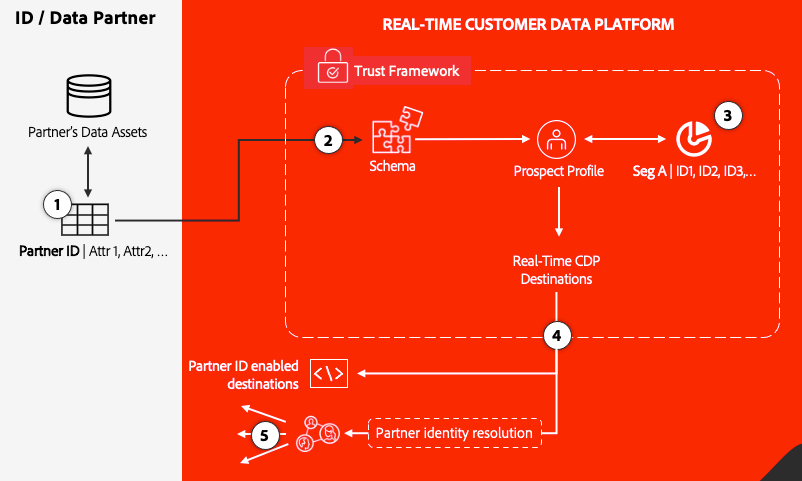 ID / Data Partner
REAL-TIME CUSTOMER DATA PLATFORM
Trust Framework
Partner's Data Assets
1
Partner ID | Attr 1, Attr2, ...
2
Schema
Prospect Profile
3
Seg A | ID1, ID2, ID3,...
Real-Time CDP
Destinations
4
Partner ID enabled
destinations
</>
Partner identity resolution
5